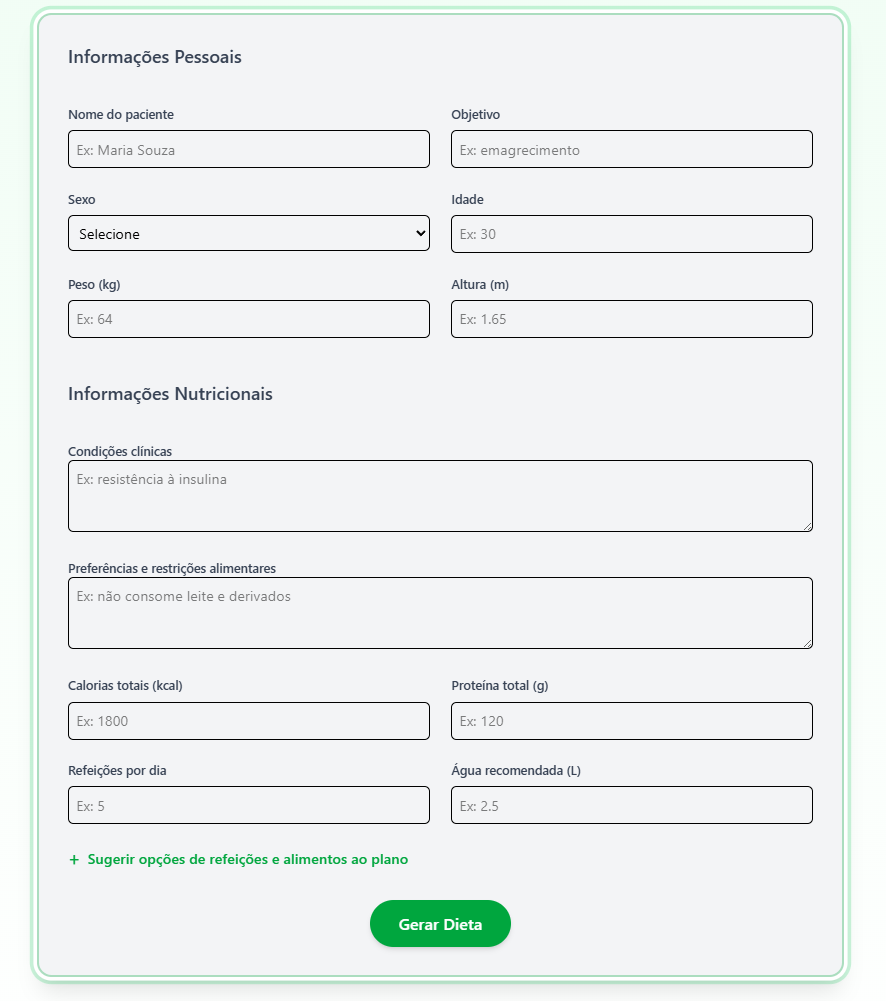 Informações Pessoais
Nome do paciente
Objetivo
Ex: Maria Souza
Ex: emagrecimento
Sexo
Idade
Selecione
Ex: 30
Peso (kg)
Altura (m)
Ex: 64
Ex: 1.65
Informações Nutricionais
Condições clínicas
Ex: resistência à insulina
Preferências e restrições alimentares
Ex: não consome leite e derivados
Calorias totais (kcal)
Proteína total (g)
Ex: 1800
Ex: 120
Refeições por dia
Água recomendada (L)
Ex: 5
Ex: 2.5
+ Sugerir opções de refeições e alimentos ao plano
Gerar Dieta